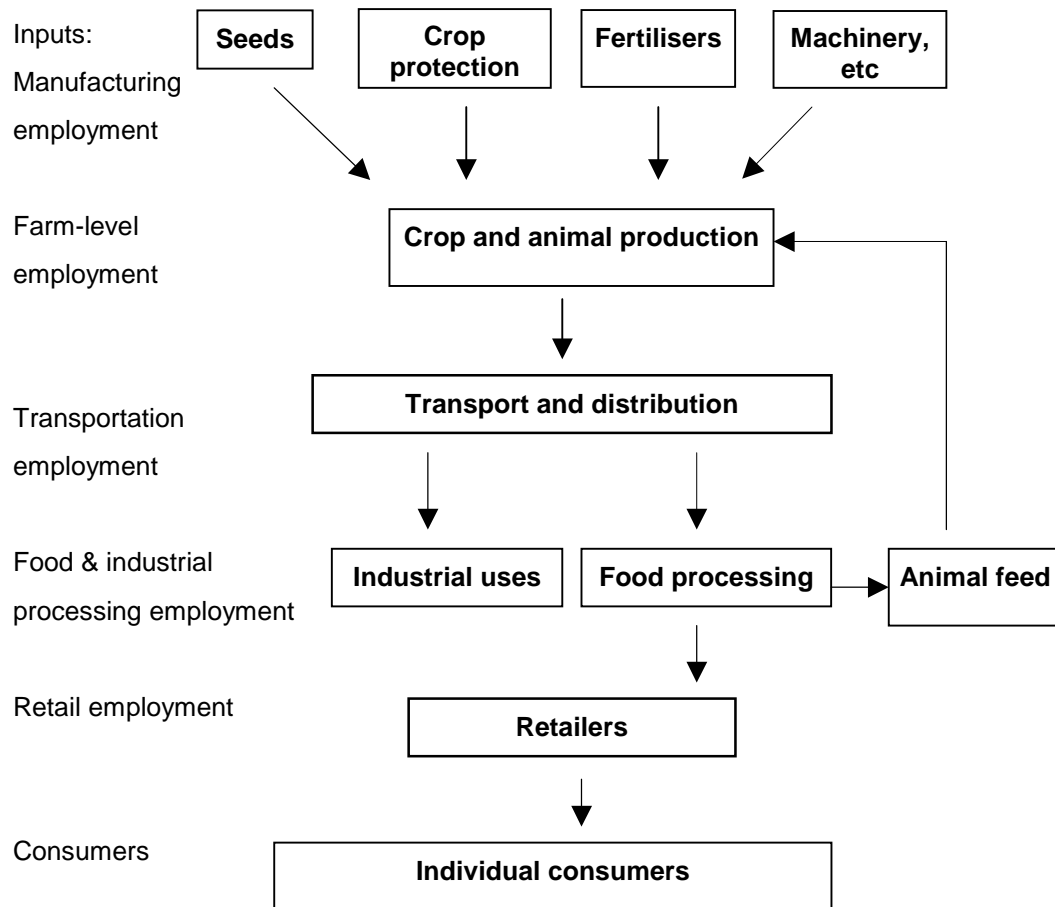 Inputs:
Manufacturing
employment
Seeds
Crop
protection
Fertilisers
Machinery,
etc
Farm-level
employment
Crop and animal production
Transportation
employment
Transport and distribution
Food & industrial
processing employment
Industrial uses
Food processing
Animal feed
Retail employment
Retailers
Consumers
Individual consumers